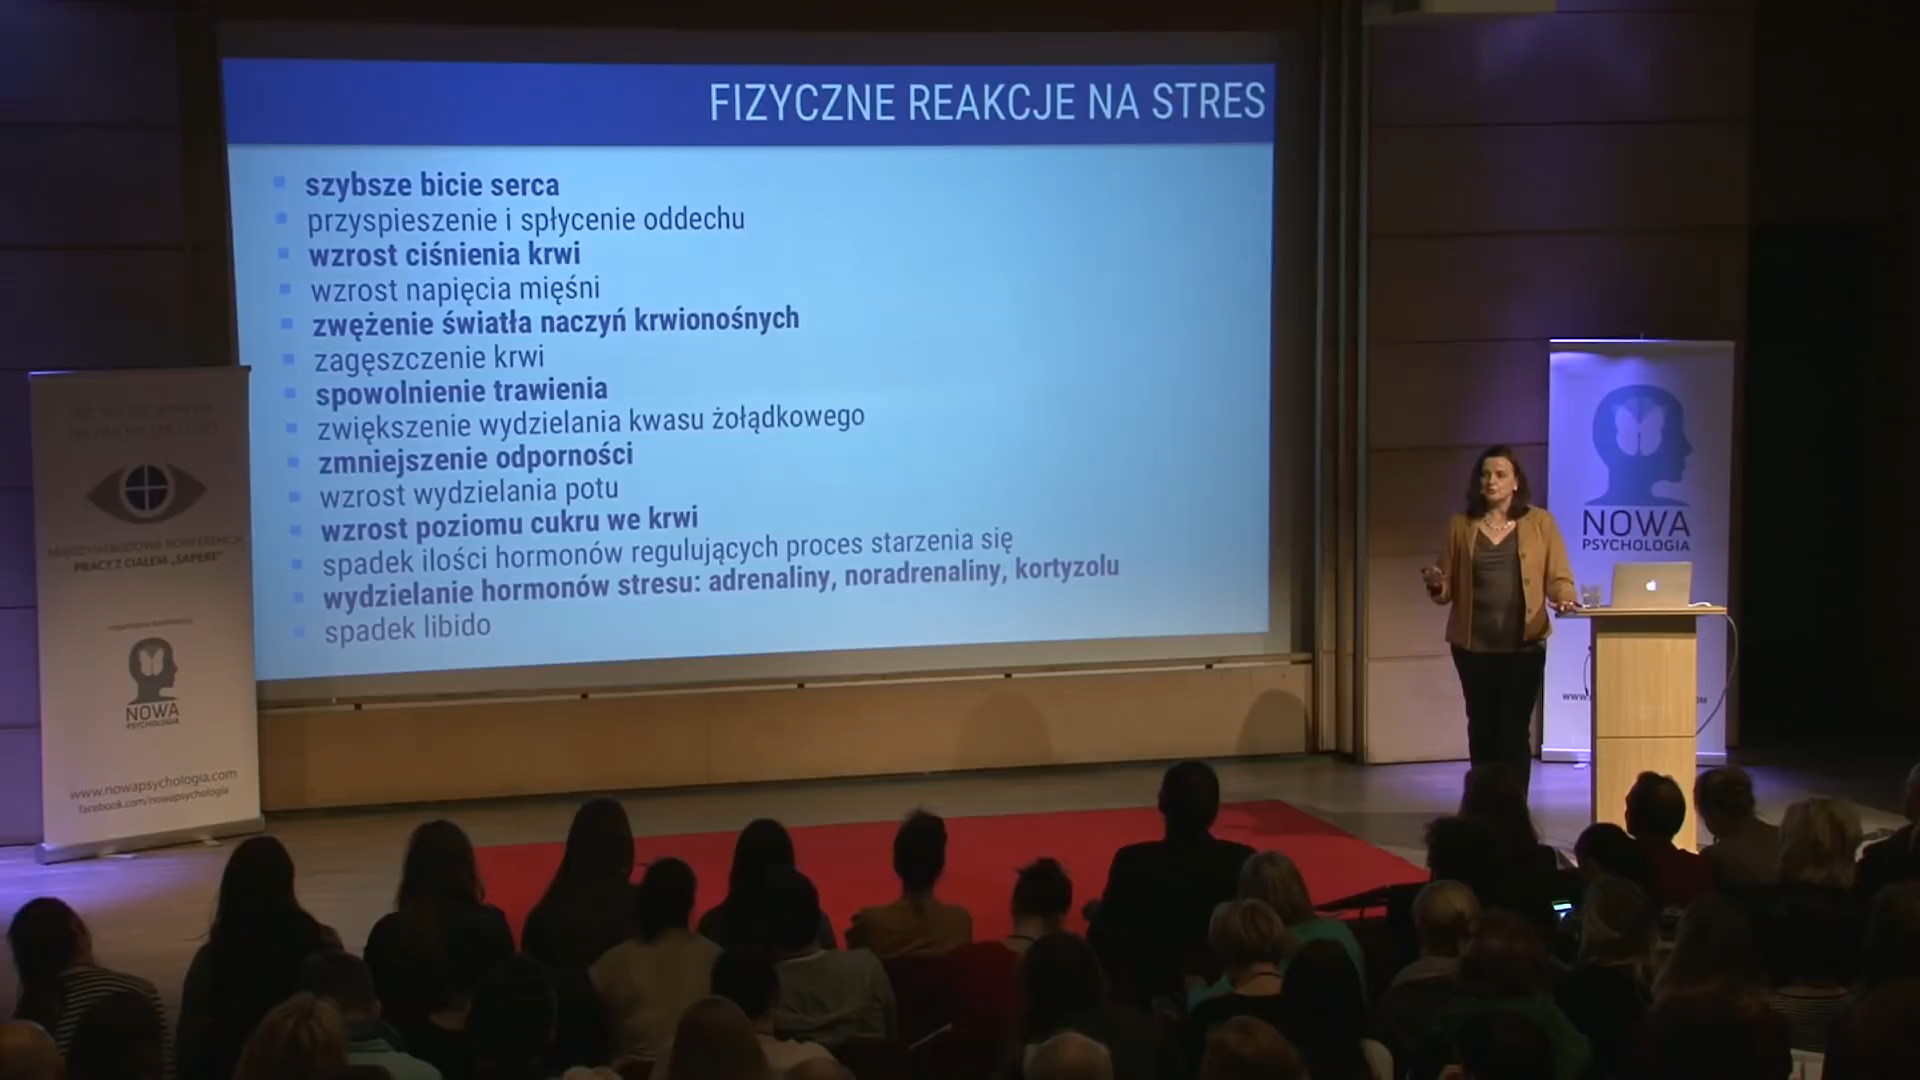 FIZYCZNE REAKCJE NA STRES
szybsze bicie serca
przyspieszenie i spłycenie oddechu
wzrost ciśnienia krwi
wzrost napięcia mięśni
zwężenie światła naczyń krwionośnych
zagęszczenie krwi
spowolnienie trawienia
zwiększenie wydzielania kwasu żołądkowego
zmniejszenie odporności
wzrost wydzielania potu
wzrost poziomu cukru we krwi
spadek ilości hormonów regulujących proces starzenia się
wydzielanie hormonów stresu: adrenaliny, noradrenaliny, kortyzolu
spadek libido
MIĘDZYNARODOWA KONFERENCJA
PRACY Z CIAŁEM „SAPERE”
NOWA
PSYCHOLOGIA
www.nowapsychologia.com
facebook.com/nowapsychologia
NOWA
PSYCHOLOGIA